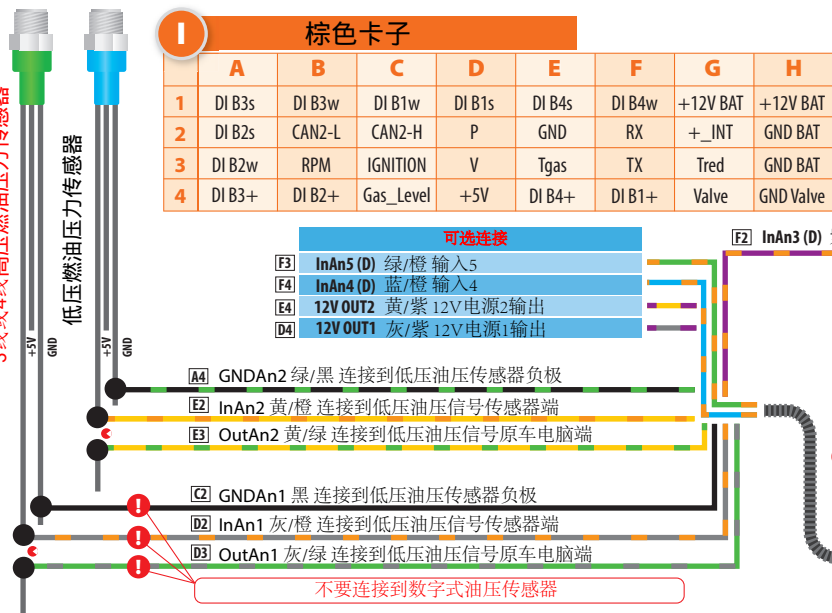 I 棕色卡子
A B C D E F G H
1 DI B3s DI B3w DI B1w DI B1s DI B4s DI B4w +12V BAT +12V BAT
2 DI B2s CAN2-L CAN2-H P GND RX +_INT GND BAT
3 DI B2w RPM IGNITION V Tgas TX Tred GND BAT
4 DI B3+ DI B2+ Gas_Level +5V DI B4+ DI B1+ Valve GND Valve
高压燃油压力传感器
低压燃油压力传感器
+5V
GND
+5V
GND
可选连接
F3 InAn5 (D) 绿/橙 输入5
F4 InAn4 (D) 蓝/橙 输入4
E4 12V OUT2 黄/紫 12V电源2输出
D4 12V OUT1 灰/紫 12V电源1输出
F2 InAn3 (D)
A4 GNDAn2 绿/黑 连接到低压油压传感器负极
E2 InAn2 黄/橙 连接到低压油压信号传感器端
E3 OutAn2 黄/绿 连接到低压油压信号原车电脑端
C2 GNDAn1 黑 连接到低压油压传感器负极
D2 InAn1 灰/橙 连接到低压油压信号传感器端
D3 OutAn1 灰/绿 连接到低压油压信号原车电脑端
!
!
!
不要连接到数字式油压传感器